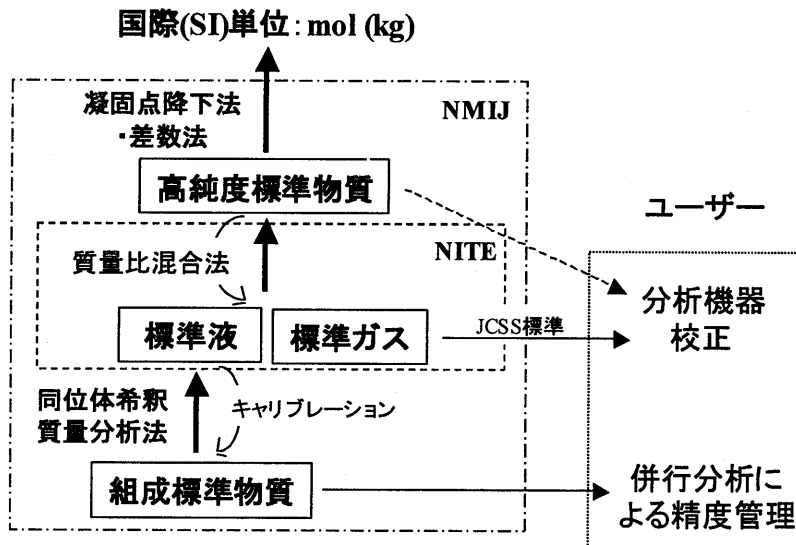 国際(SI)単位：mol (kg)
NMIJ
凝固点降下法
・差数法
高純度標準物質
ユーザー
NITE
質量比混合法
標準液
標準ガス
JCSS標準
分析機器
校正
同位体希釈
質量分析法
キャリブレーション
組成標準物質
併行分析に
よる精度管理